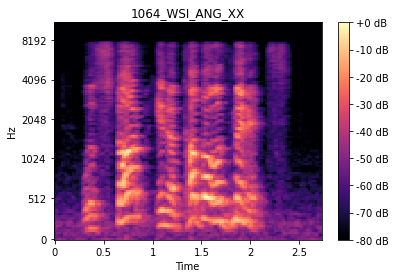 1064_WSI_ANG_XX
Hz
8192
4096
2048
1024
512
0
0
0.5
1
1.5
2
2.5
Time
+0 dB
-10 dB
-20 dB
-30 dB
-40 dB
-50 dB
-60 dB
-70 dB
-80 dB